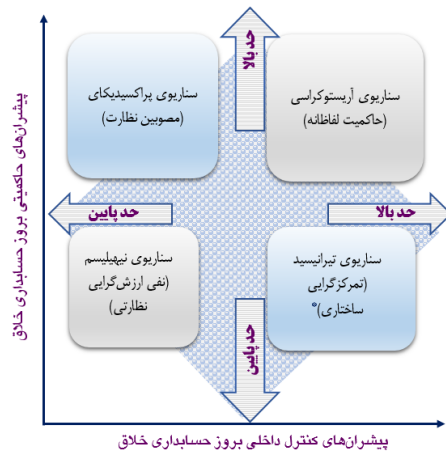 حد بالا
سناریوی آریستوکراسی
(حاکمیت لفاظانه)
سناریوی پراکسیدیکای
(مصوبین نظارت)
حد بالا
حد پایین
سناریوی تیرانیسید
(تمرکزگرایی
ساختاری)*
سناریوی نیهیلیسم
(نفی ارزش‌گرایی
نظارتی)
حد پایین
پیشران‌های حاکمیتی بروز حسابداری خلاق
پیشران‌های کنترل داخلی بروز حسابداری خلاق